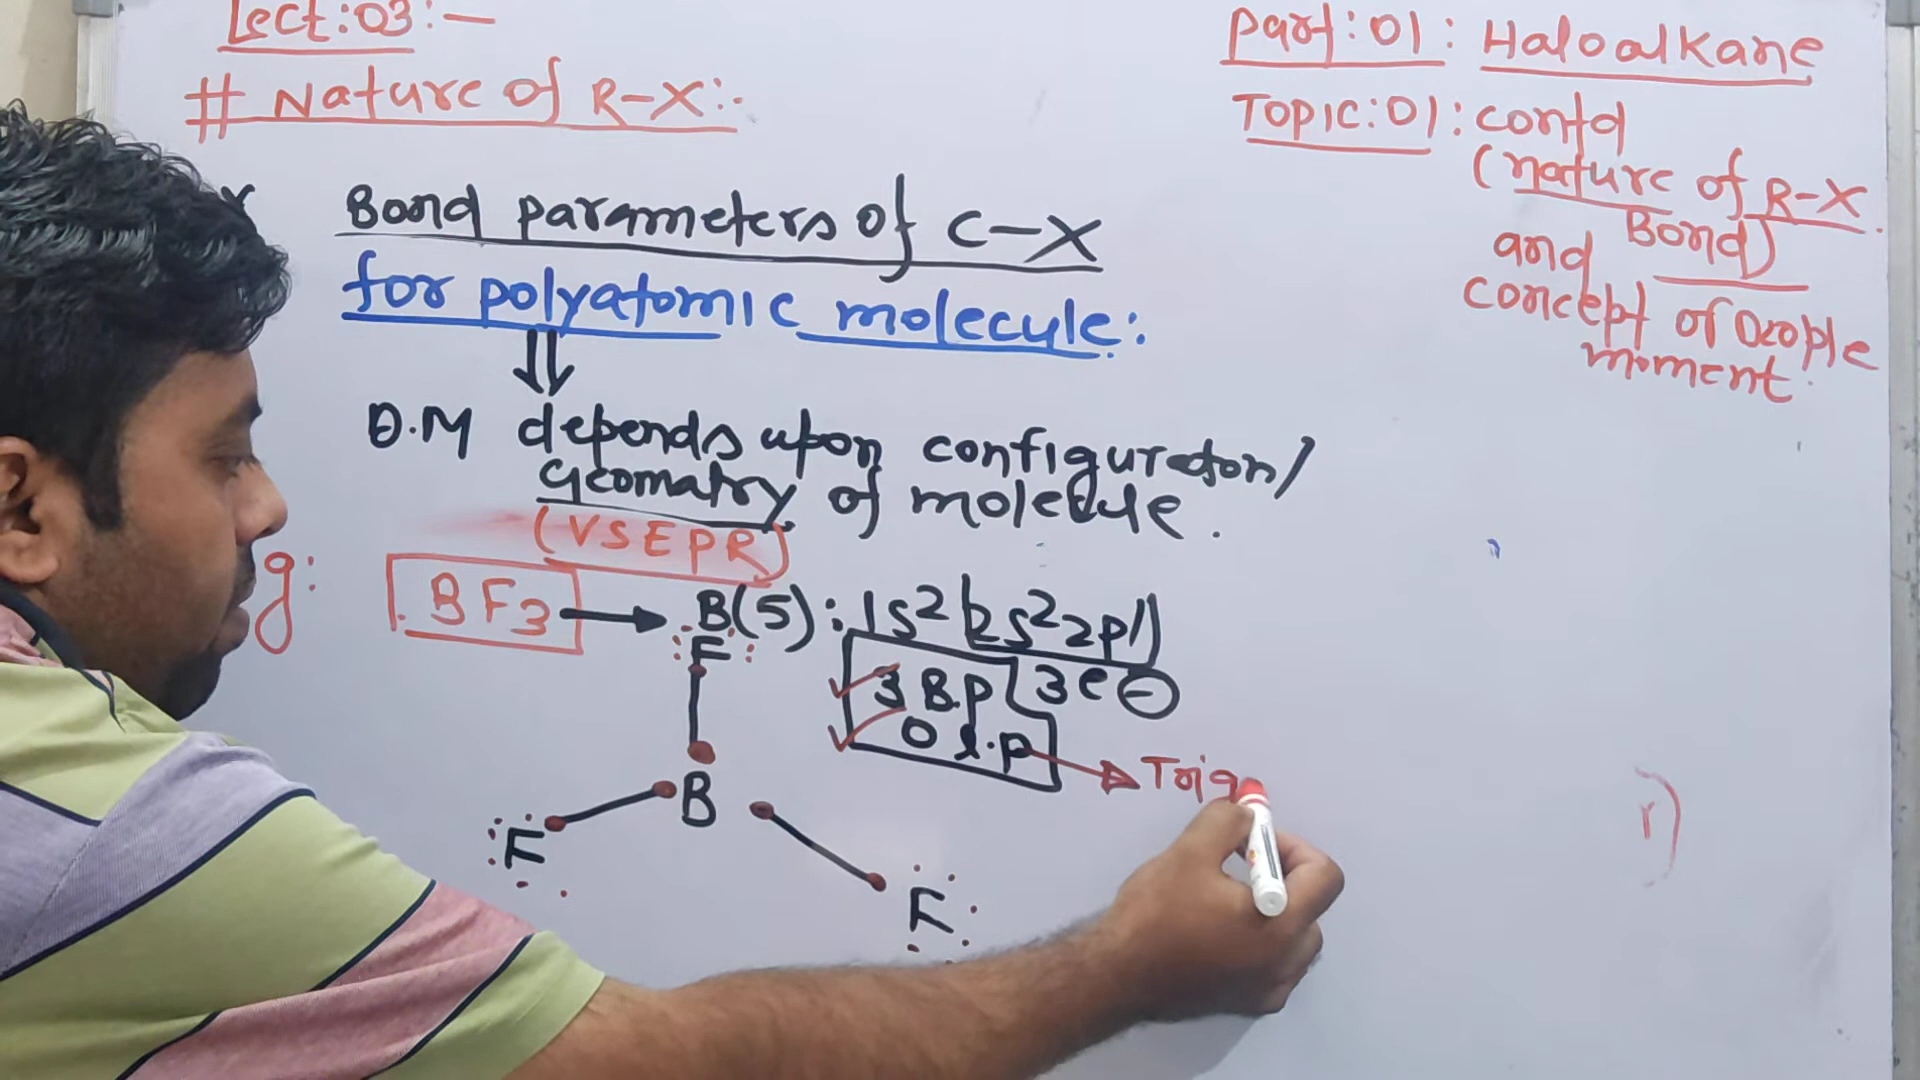 Lect:03:-
# Nature of R-X:-
Part:01: Haloalkane
Topic:01: contd
(nature of R-X
Bond)
and
concept of Diople
moment.
Bond parameters of C-X
for polyatomic molecule:
D.M depends upon configuration/
Geomatry of molecule.
(VSEPR)
g:
BF3 → B(5): 1s2 2s2 2p1)
3 B.p 3e⊖
0 l.p → Trig
F
B
F
F
r)